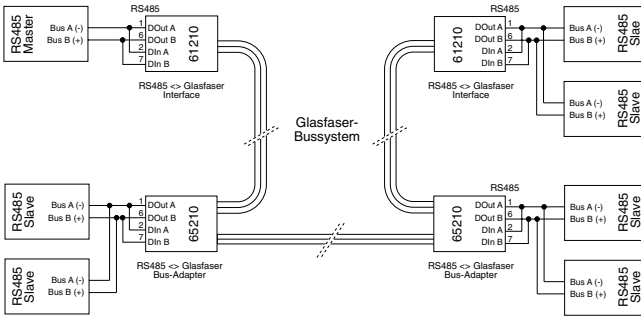 RS485
Master
Bus A (-)
Bus B (+)
RS485
1
6
2
7
DOut A
DOut B
DIn A
DIn B
61210
RS485 <> Glasfaser
Interface
RS485
1
6
2
7
DOut A
DOut B
DIn A
DIn B
61210
RS485 <> Glasfaser
Interface
Bus A (-)
Bus B (+)
RS485
Slae
Bus A (-)
Bus B (+)
RS485
Slave
Glasfaser-
Bussystem
RS485
Slave
Bus A (-)
Bus B (+)
RS485
Slave
Bus A (-)
Bus B (+)
1
6
2
7
DOut A
DOut B
DIn A
DIn B
65210
RS485 <> Glasfaser
Bus-Adapter
RS485
1
6
2
7
DOut A
DOut B
DIn A
DIn B
65210
RS485 <> Glasfaser
Bus-Adapter
Bus A (-)
Bus B (+)
RS485
Slave
Bus A (-)
Bus B (+)
RS485
Slave